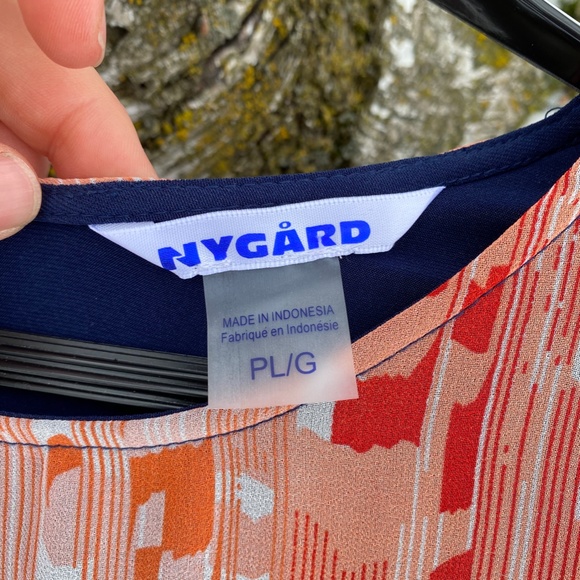 NYGÅRD
MADE IN INDONESIA
Fabriqué en Indonésie
PL/G